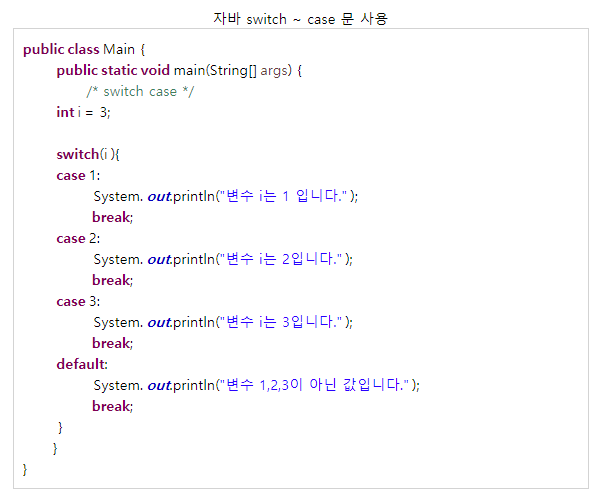 자바 switch ~ case 문 사용
public class Main {
public static void main(String[] args) {
/* switch case */
int i = 3;
switch(i ){
case 1:
System. out.println("변수 i는 1 입니다." );
break;
case 2:
System. out.println("변수 i는 2입니다." );
break;
case 3:
System. out.println("변수 i는 3입니다." );
break;
default:
System. out.println("변수 1,2,3이 아닌 값입니다." );
break;
}
}
}